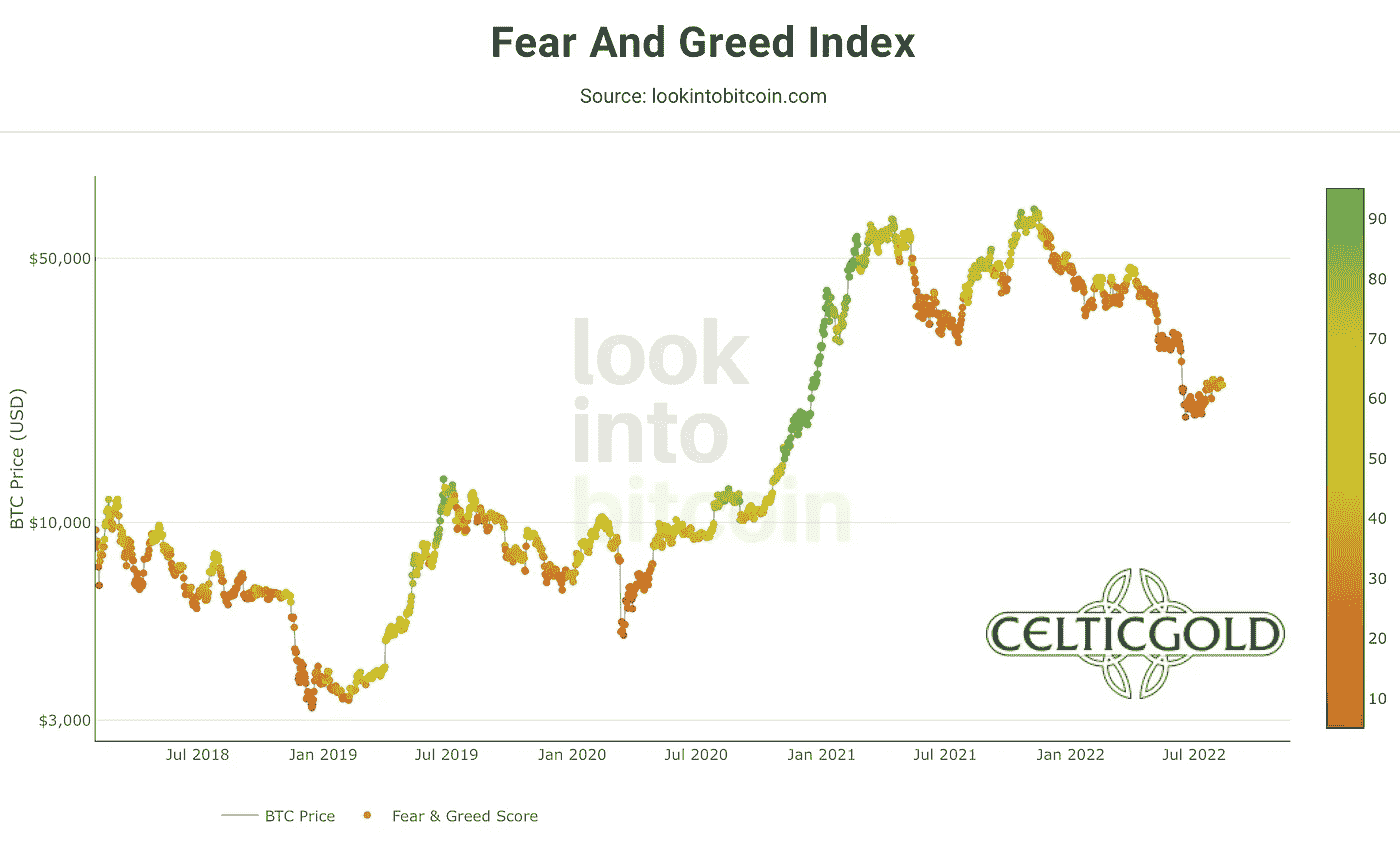 Fear And Greed Index
Source: lookintobitcoin.com
$50,000
$10,000
$3,000
BTC Price (USD)
look
into
bitcoin
CELTICGOLD
90
80
70
60
50
40
30
20
10
Jul 2018 Jan 2019 Jul 2019 Jan 2020 Jul 2020 Jan 2021 Jul 2021 Jan 2022 Jul 2022
BTC Price Fear & Greed Score